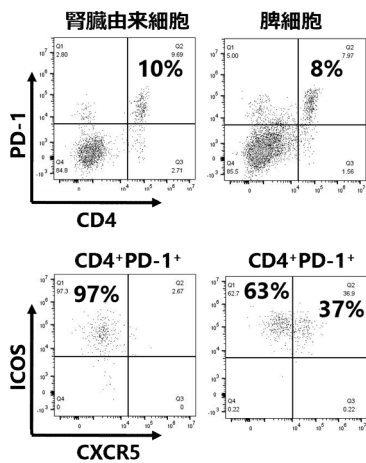 腎臓由来細胞 脾細胞
Q1 2.80
Q2 9.69
10%
Q4 84.8
Q3 2.71
Q1 5.00
Q2 7.97
8%
Q4 85.5
Q3 1.56
PD-1
CD4
CD4⁺PD-1⁺ CD4⁺PD-1⁺
Q1 97.3
97%
Q2 2.67
Q4 0
Q3 0
Q1 62.7
63%
Q2 36.9
37%
Q4 0.22
Q3 0.22
ICOS
CXCR5